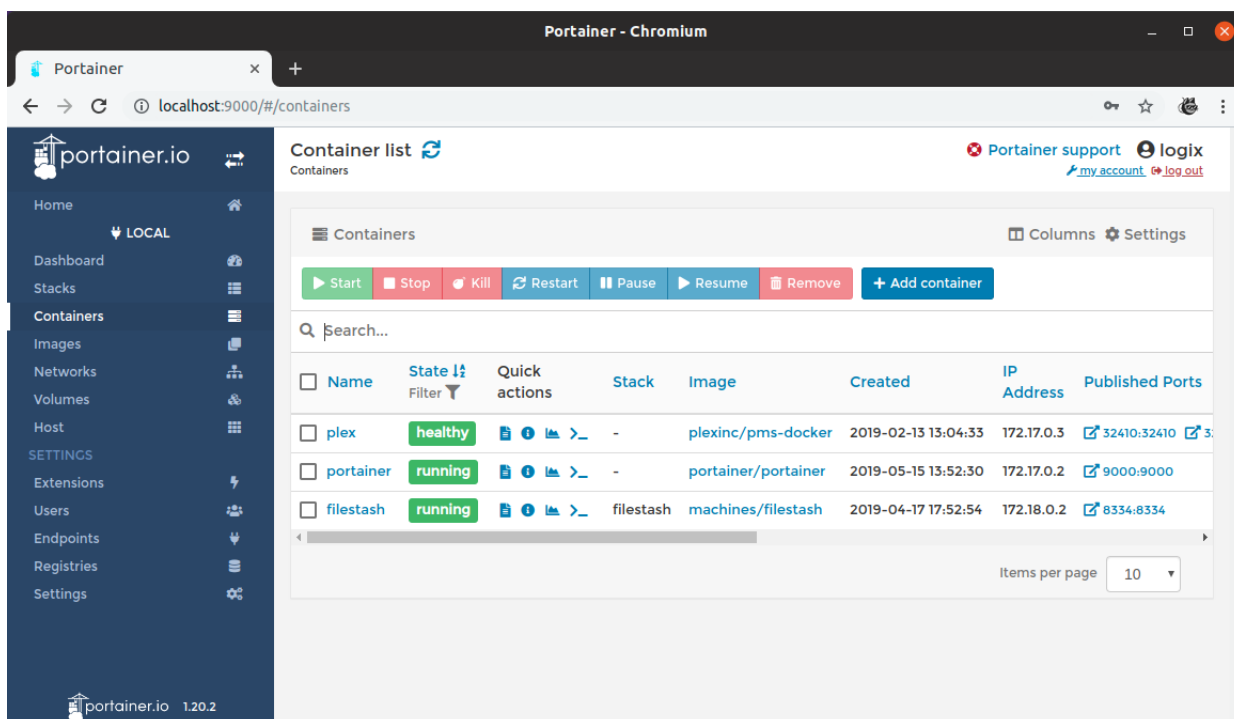 Portainer - Chromium
Portainer
localhost:9000/#/containers
portainer.io
Container list
Containers
Portainer support logix
my account log out
Home
LOCAL
Dashboard
Stacks
Containers
Images
Networks
Volumes
Host
SETTINGS
Extensions
Users
Endpoints
Registries
Settings
portainer.io 1.20.2
Containers Columns Settings
Start Stop Kill Restart Pause Resume Remove + Add container
Search...
Name State Filter Quick actions Stack Image Created IP Address Published Ports
plex healthy - plexinc/pms-docker 2019-02-13 13:04:33 172.17.0.3 32410:32410
portainer running - portainer/portainer 2019-05-15 13:52:30 172.17.0.2 9000:9000
filestash running filestash machines/filestash 2019-04-17 17:52:54 172.18.0.2 8334:8334
Items per page 10